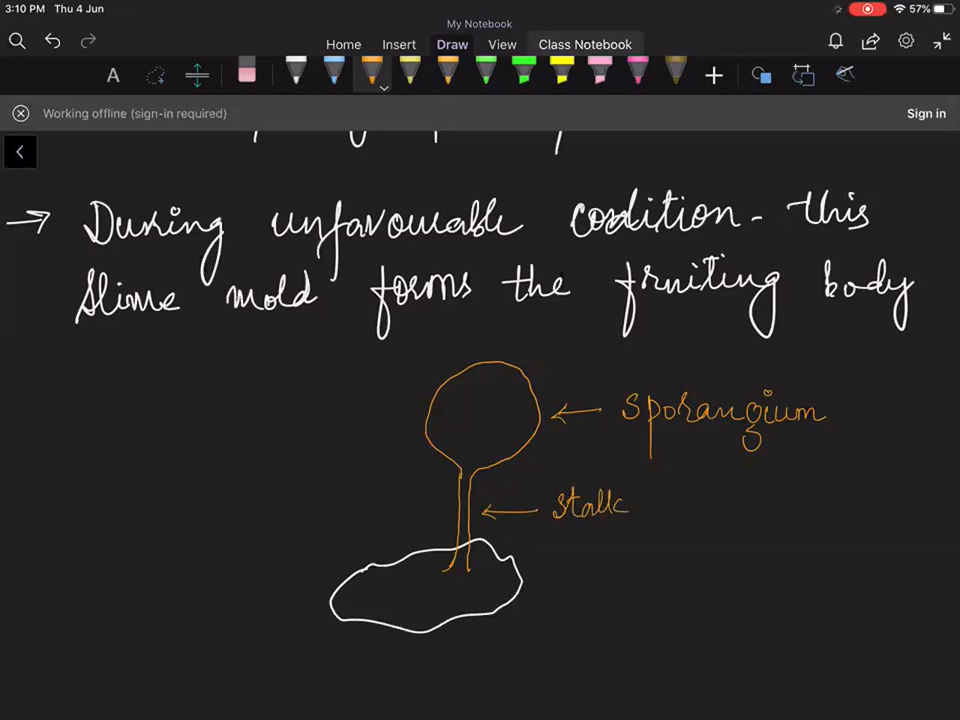 3:10 PM Thu 4 Jun
57%
My Notebook
Home Insert Draw View Class Notebook
A
Working offline (sign-in required) Sign in
→ During unfavourable condition - this
slime mold forms the fruiting body
← Sporangium
← stalk